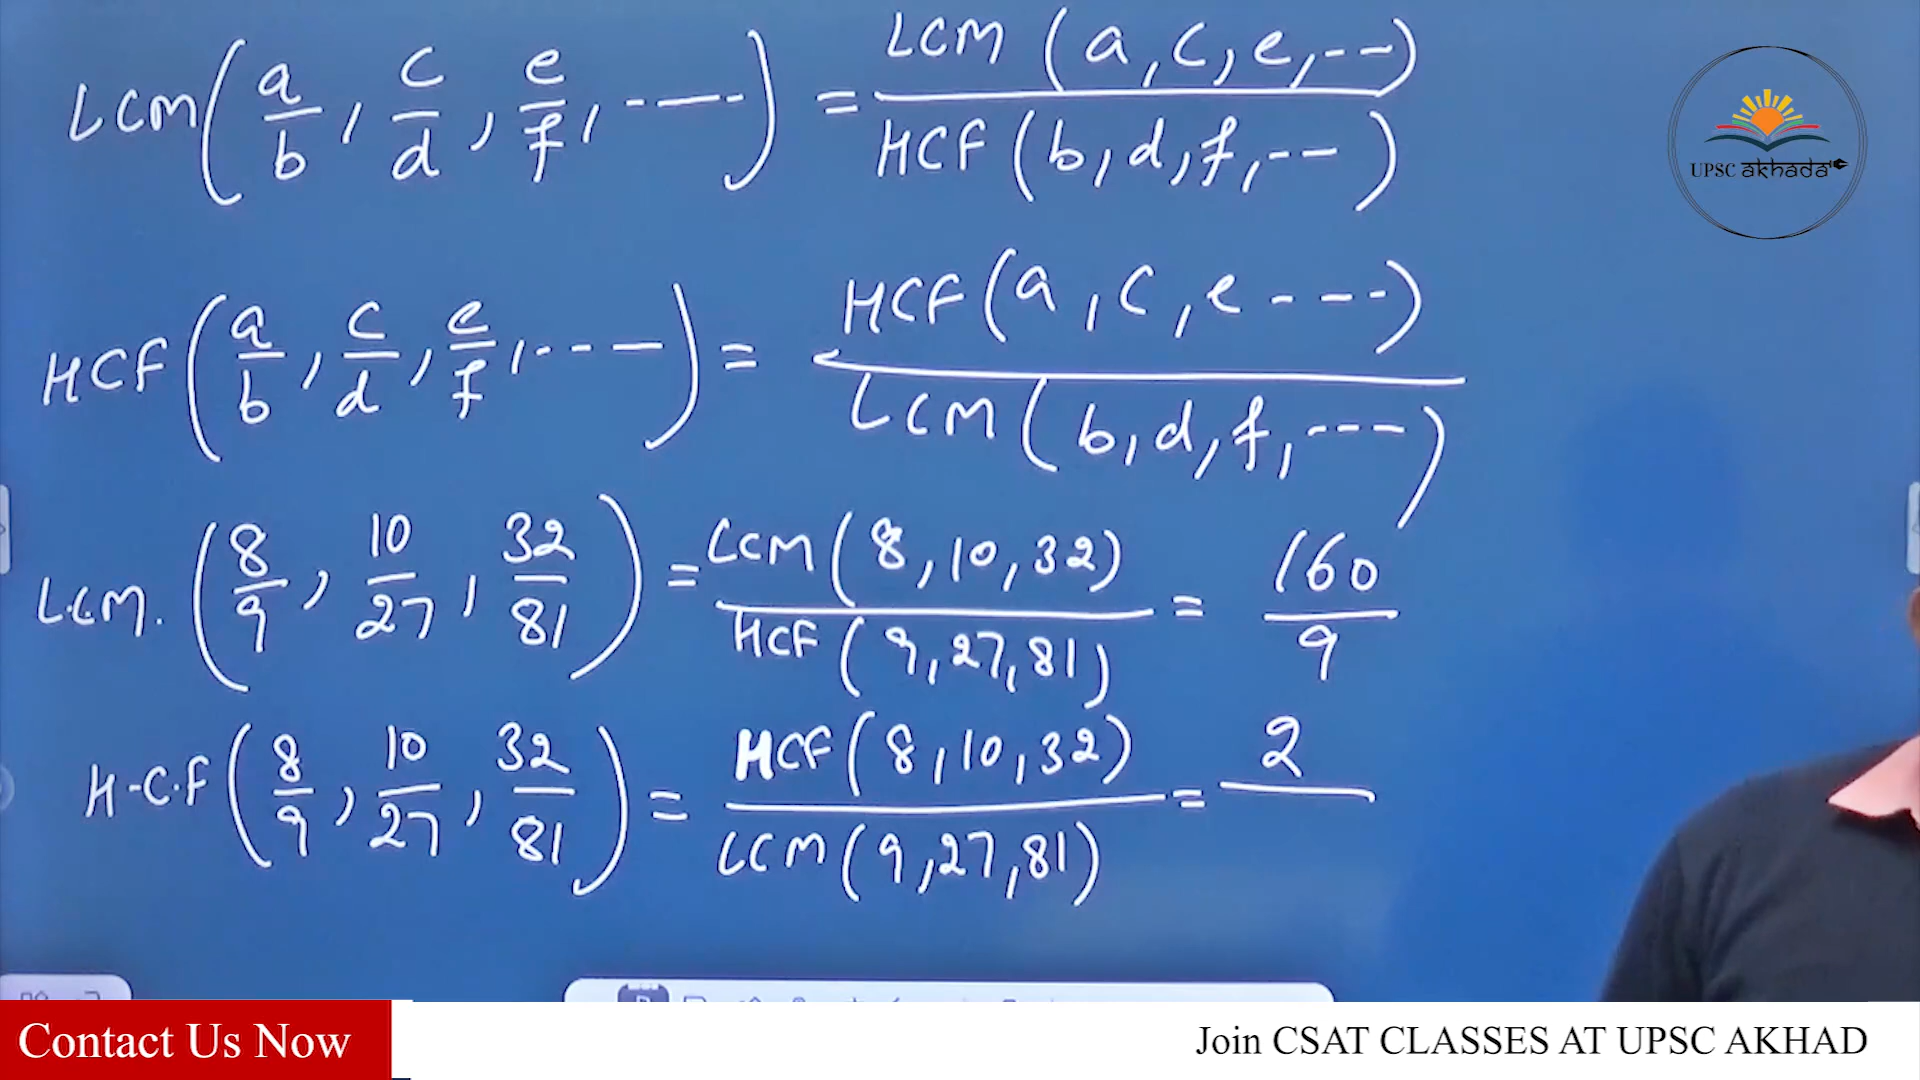 LCM(a/b, c/d, e/f, ----) = LCM (a, c, e, --) / HCF (b, d, f, --)
UPSC akhada
HCF(a/b, c/d, e/f, ----) = HCF(a, c, e ---) / LCM(b, d, f, ---)
L.C.M. (8/9, 10/27, 32/81) = LCM(8, 10, 32) / HCF(9, 27, 81) = 160/9
H.C.F(8/9, 10/27, 32/81) = HCF(8, 10, 32) / LCM(9, 27, 81) = 2/
Contact Us Now
Join CSAT CLASSES AT UPSC AKHAD